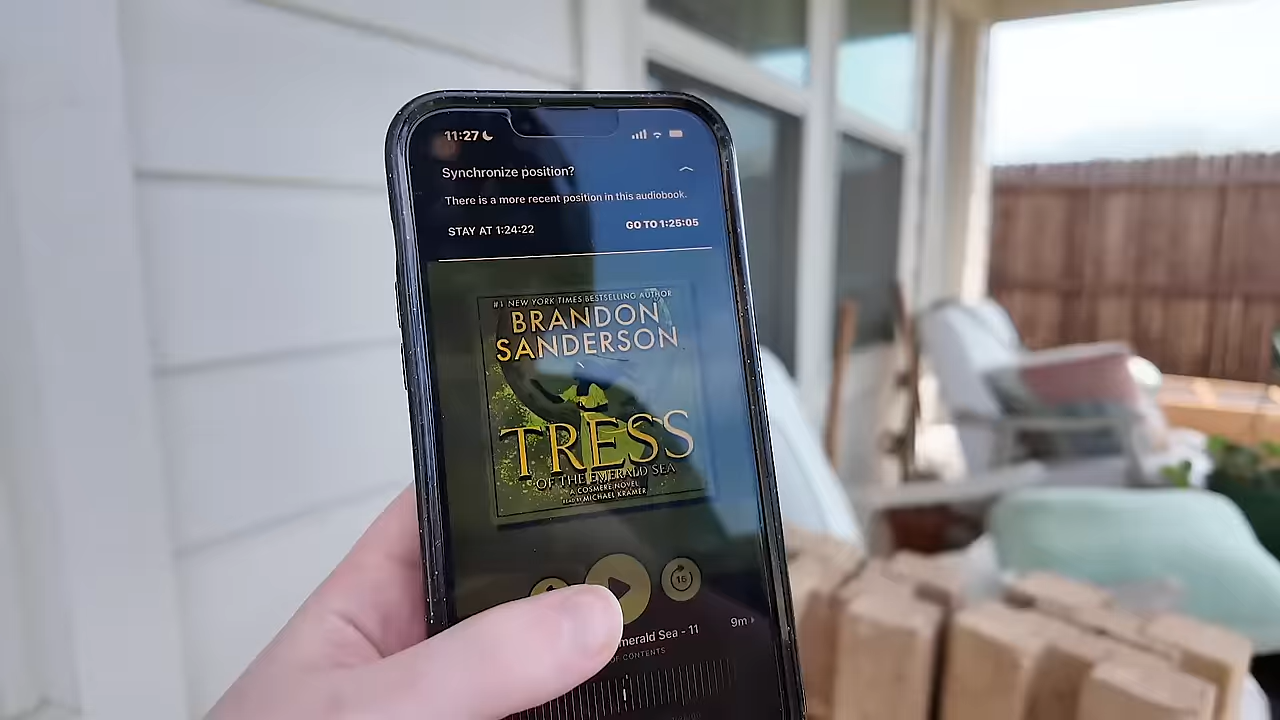 11:27
Synchronize position?
There is a more recent position in this audiobook.
STAY AT 1:24:22
GO TO 1:25:05
#1 NEW YORK TIMES BESTSELLING AUTHOR
BRANDON
SANDERSON
TRESS
OF THE EMERALD SEA
A COSMERE NOVEL
READ BY MICHAEL KRAMER
15
merald Sea - 11
9m
OF CONTENTS